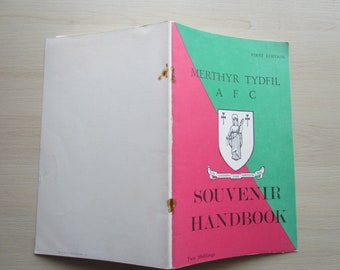 FIRST EDITION
MERTHYR TYDFIL
A F C
SOUVENIR
HANDBOOK
Two Shillings